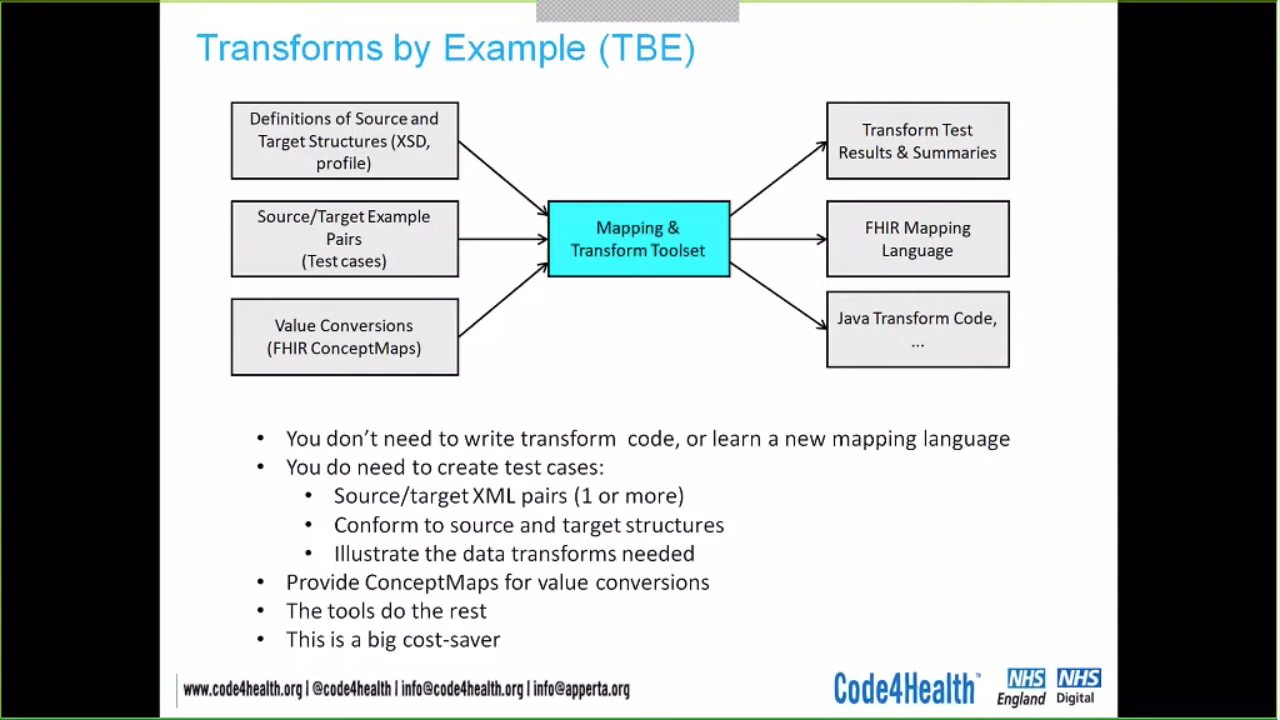 Transforms by Example (TBE)
Definitions of Source and
Target Structures (XSD,
profile)
Source/Target Example
Pairs
(Test cases)
Value Conversions
(FHIR ConceptMaps)
Mapping &
Transform Toolset
Transform Test
Results & Summaries
FHIR Mapping
Language
Java Transform Code,
...
• You don't need to write transform code, or learn a new mapping language
• You do need to create test cases:
• Source/target XML pairs (1 or more)
• Conform to source and target structures
• Illustrate the data transforms needed
• Provide ConceptMaps for value conversions
• The tools do the rest
• This is a big cost-saver
www.code4health.org | @code4health | info@code4health.org | info@apperta.org
Code4Health™
NHS
England
NHS
Digital